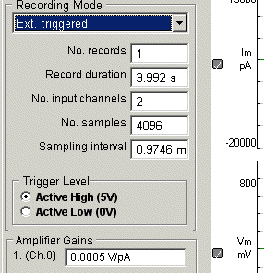 Recording Mode
Ext. triggered
No. records 1
Record duration 3.992 s
No. input channels 2
No. samples 4096
Sampling interval 0.9746 m
Trigger Level
Active High (5V)
Active Low (0V)
Amplifier Gains
1. (Ch.0) 0.0005 V/pA
Im
pA
-20000
800
Vm
mV